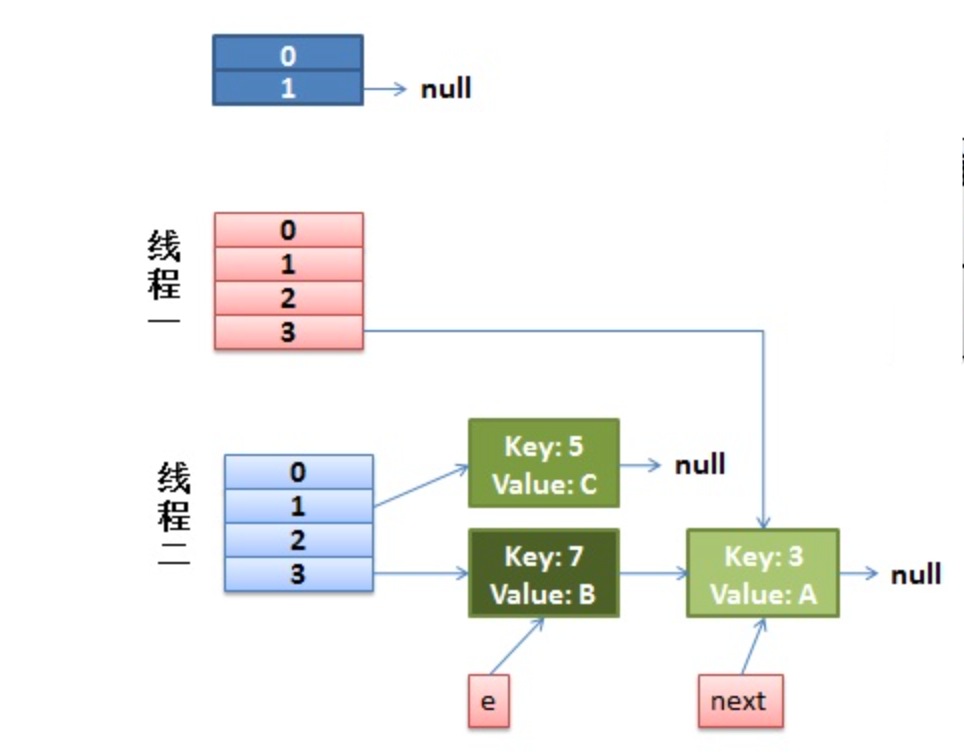 0
1
null
线程一
0
1
2
3
线程二
0
1
2
3
Key: 5
Value: C
null
Key: 7
Value: B
Key: 3
Value: A
null
e
next